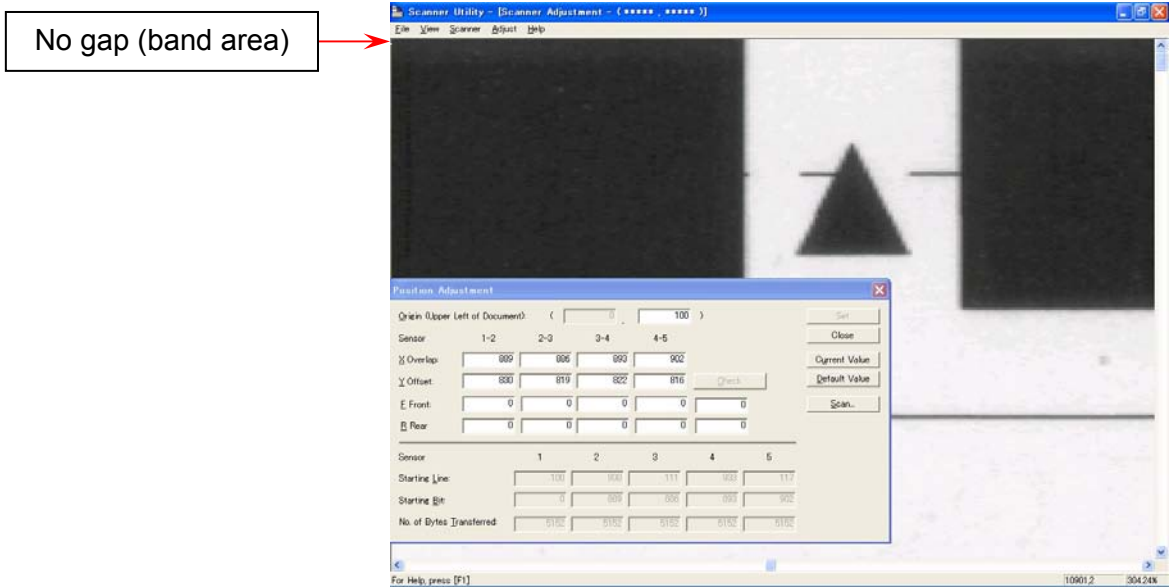 No gap (band area)
Scanner Utility - [Scanner Adjustment - ( ***** , ***** )]
File View Scanner Adjust Help
Position Adjustment
Origin (Upper Left of Document): ( 0 , 100 ) Set
Sensor 1-2 2-3 3-4 4-5 Close
X Overlap: 889 886 893 902 Current Value
Y Offset: 830 819 822 816 Check Default Value
F Front: 0 0 0 0 0 Scan...
R Rear 0 0 0 0 0
Sensor 1 2 3 4 5
Starting Line: 100 930 111 933 117
Starting Bit: 0 889 886 893 902
No. of Bytes Transferred: 5152 5152 5152 5152 5152
For Help, press [F1] 10901,2 304.24%